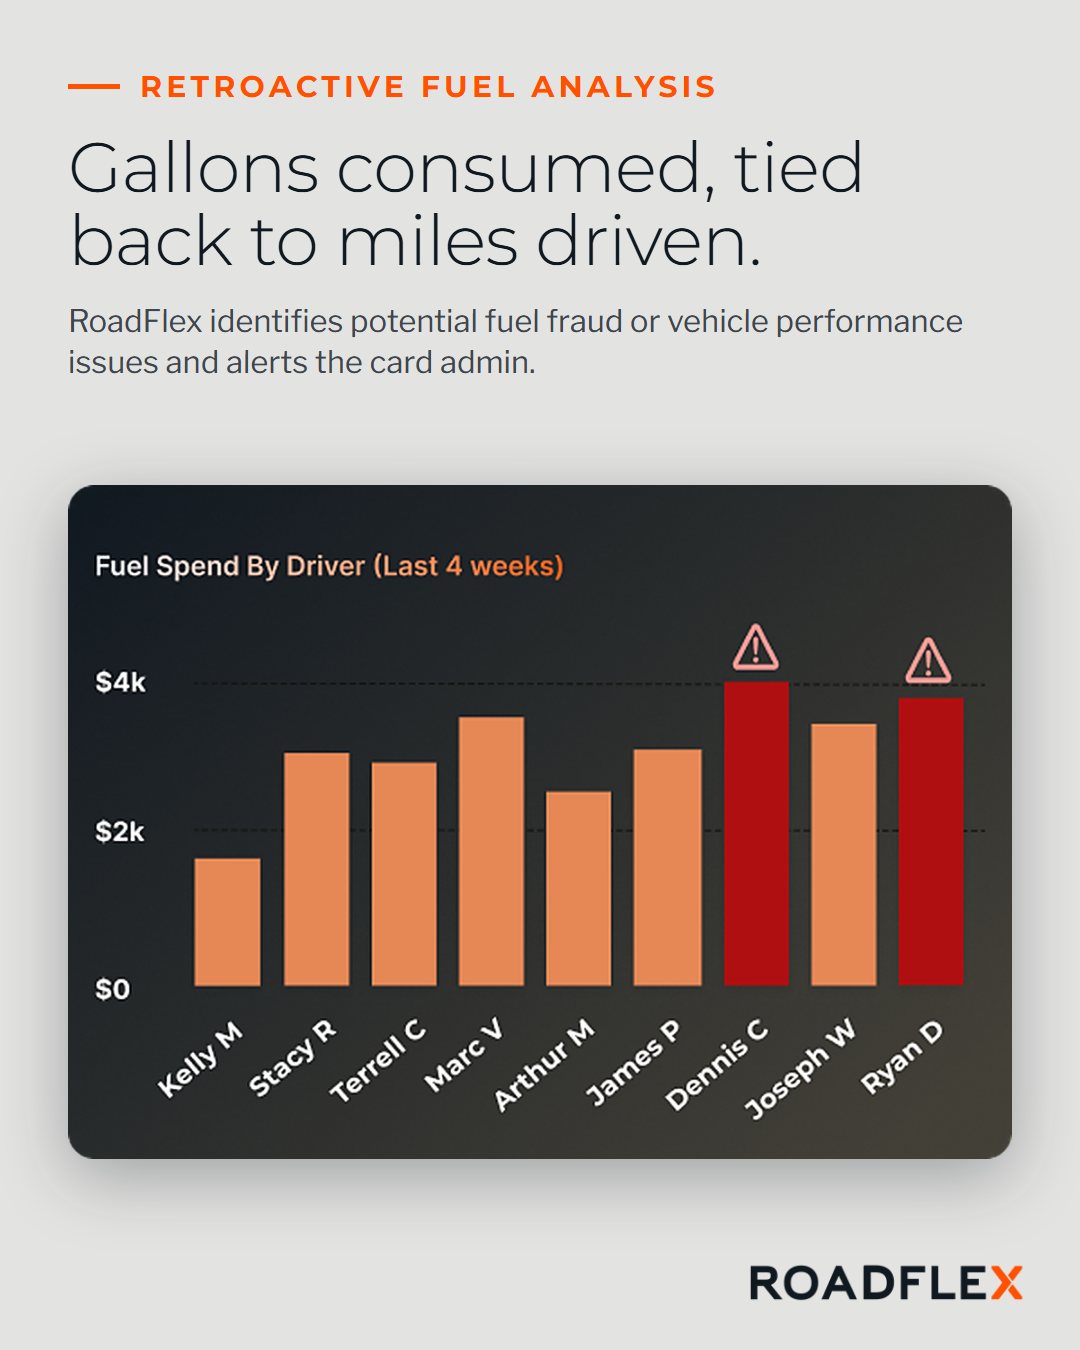 RETROACTIVE FUEL ANALYSIS
Gallons consumed, tied
back to miles driven.
RoadFlex identifies potential fuel fraud or vehicle performance
issues and alerts the card admin.
Fuel Spend By Driver (Last 4 weeks)
$4k
$2k
$0
Kelly M
Stacy R
Terrell C
Marc V
Arthur M
James P
Dennis C
Joseph W
Ryan D
ROADFLEX